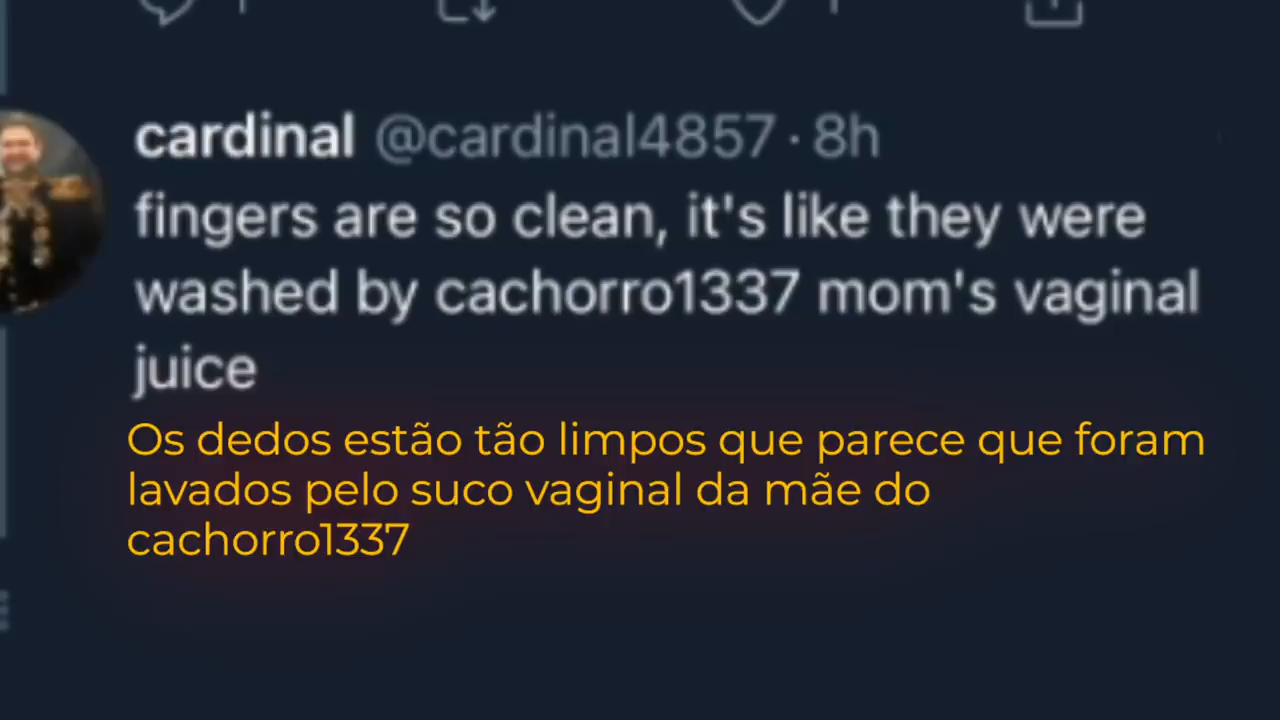 cardinal @cardinal4857 · 8h
fingers are so clean, it's like they were
washed by cachorro1337 mom's vaginal
juice
Os dedos estão tão limpos que parece que foram
lavados pelo suco vaginal da mãe do
cachorro1337